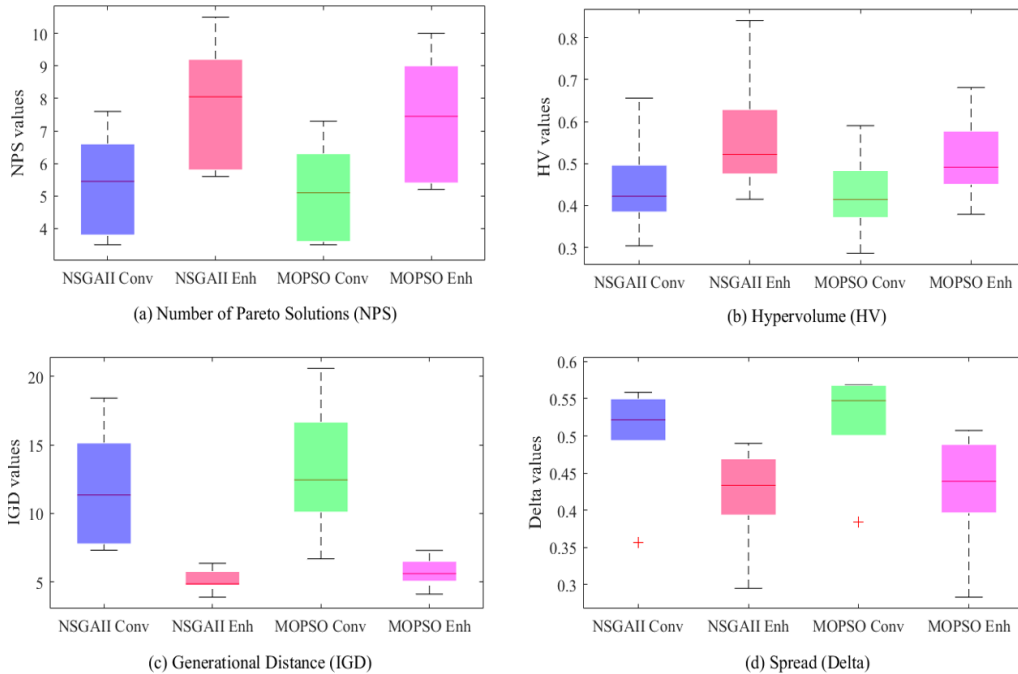 NPS values
10
9
8
7
6
5
4
NSGAII Conv NSGAII Enh MOPSO Conv MOPSO Enh
(a) Number of Pareto Solutions (NPS)
HV values
0.8
0.7
0.6
0.5
0.4
0.3
NSGAII Conv NSGAII Enh MOPSO Conv MOPSO Enh
(b) Hypervolume (HV)
IGD values
20
15
10
5
NSGAII Conv NSGAII Enh MOPSO Conv MOPSO Enh
(c) Generational Distance (IGD)
Delta values
0.6
0.55
0.5
0.45
0.4
0.35
0.3
NSGAII Conv NSGAII Enh MOPSO Conv MOPSO Enh
(d) Spread (Delta)